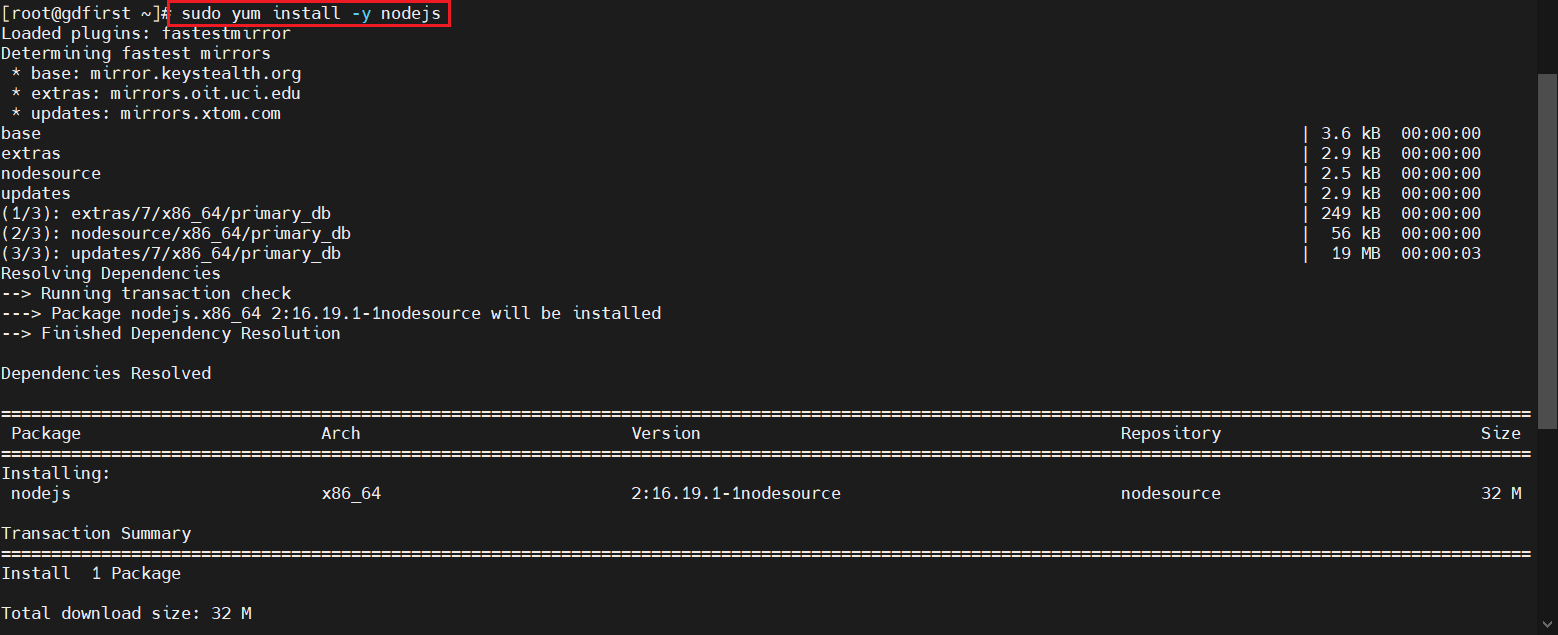 [root@gdfirst ~]# sudo yum install -y nodejs
Loaded plugins: fastestmirror
Determining fastest mirrors
 * base: mirror.keystealth.org
 * extras: mirrors.oit.uci.edu
 * updates: mirrors.xtom.com
base | 3.6 kB 00:00:00
extras | 2.9 kB 00:00:00
nodesource | 2.5 kB 00:00:00
updates | 2.9 kB 00:00:00
(1/3): extras/7/x86_64/primary_db | 249 kB 00:00:00
(2/3): nodesource/x86_64/primary_db | 56 kB 00:00:00
(3/3): updates/7/x86_64/primary_db | 19 MB 00:00:03
Resolving Dependencies
--> Running transaction check
---> Package nodejs.x86_64 2:16.19.1-1nodesource will be installed
--> Finished Dependency Resolution
Dependencies Resolved
================================================================================
Package Arch Version Repository Size
================================================================================
Installing:
 nodejs x86_64 2:16.19.1-1nodesource nodesource 32 M
Transaction Summary
================================================================================
Install 1 Package
Total download size: 32 M